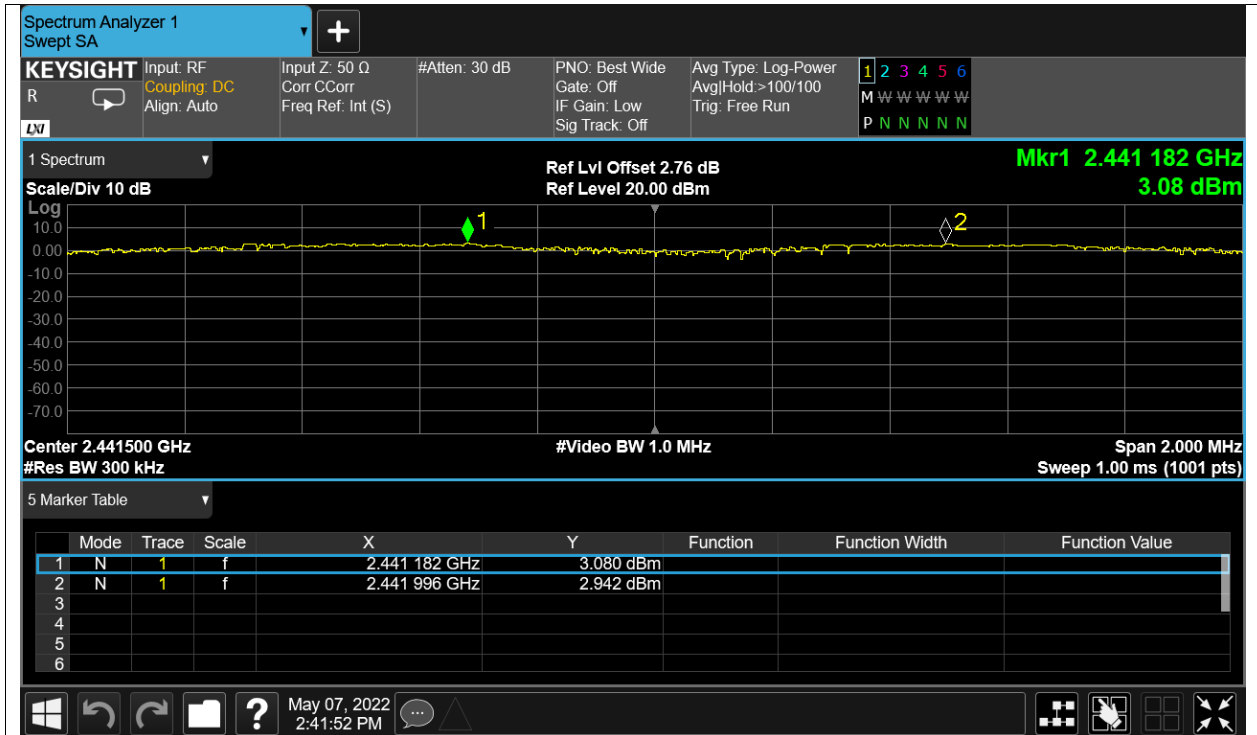 Spectrum Analyzer 1
Swept SA
+
KEYSIGHT
R
LXI
Input: RF
Coupling: DC
Align: Auto
Input Z: 50 Ω
Corr CCorr
Freq Ref: Int (S)
#Atten: 30 dB
PNO: Best Wide
Gate: Off
IF Gain: Low
Sig Track: Off
Avg Type: Log-Power
Avg|Hold:>100/100
Trig: Free Run
1 2 3 4 5 6
M W W W W W
P N N N N N
1 Spectrum
Scale/Div 10 dB
Ref Lvl Offset 2.76 dB
Ref Level 20.00 dBm
Mkr1 2.441 182 GHz
3.08 dBm
Log
10.0
0.00
-10.0
-20.0
-30.0
-40.0
-50.0
-60.0
-70.0
1
2
Center 2.441500 GHz
#Video BW 1.0 MHz
Span 2.000 MHz
#Res BW 300 kHz
Sweep 1.00 ms (1001 pts)
5 Marker Table
Mode Trace Scale X Y Function Function Width Function Value
1 N 1 f 2.441 182 GHz 3.080 dBm
2 N 1 f 2.441 996 GHz 2.942 dBm
3
4
5
6
?
May 07, 2022
2:41:52 PM